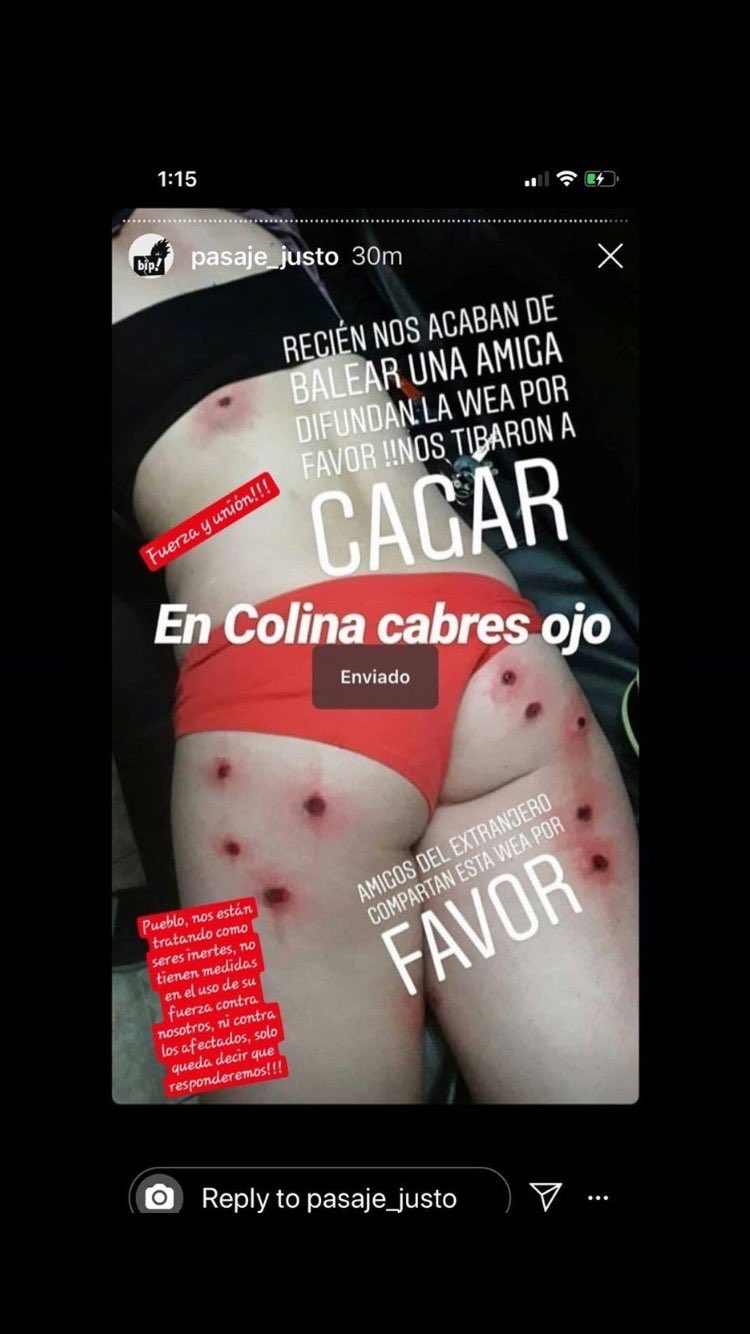 1:15
bip!
pasaje_justo 30m
RECIÉN NOS ACABAN DE
BALEAR UNA AMIGA
DIFUNDAN LA WEA POR
FAVOR !!NOS TIRARON A
CAGAR
Fuerza y unión!!!
En Colina cabres ojo
Enviado
AMIGOS DEL EXTRANJERO
COMPARTAN ESTA WEA POR
FAVOR
Pueblo, nos están
tratando como
seres inertes, no
tienen medidas
en el uso de su
fuerza contra
nosotros, ni contra
los afectados, solo
queda decir que
responderemos!!!
Reply to pasaje_justo